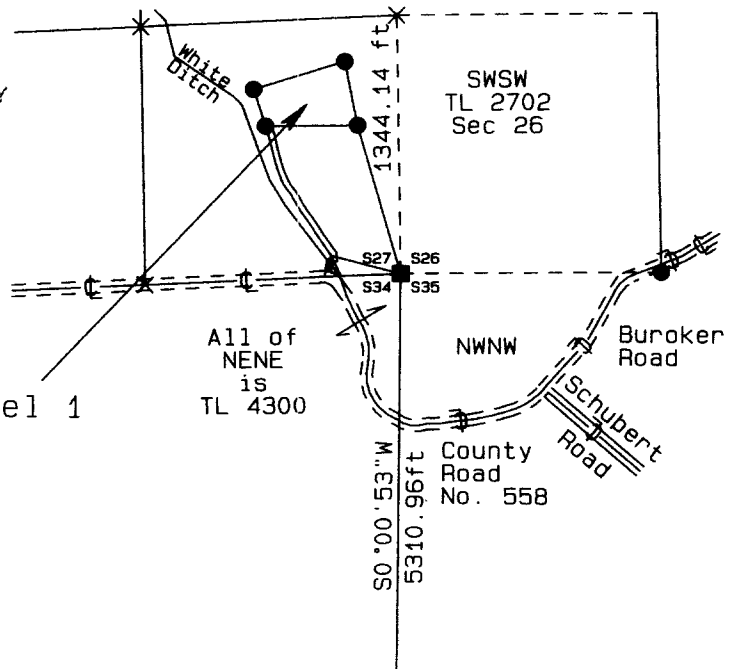 White
Ditch
1344.14 ft
SWSW
TL 2702
Sec 26
S27
S26
S34
S35
All of
NENE
is
TL 4300
NWNW
Buroker
Road
Schubert
Road
el 1
County
Road
No. 558
S0°00'53"W
5310.96ft